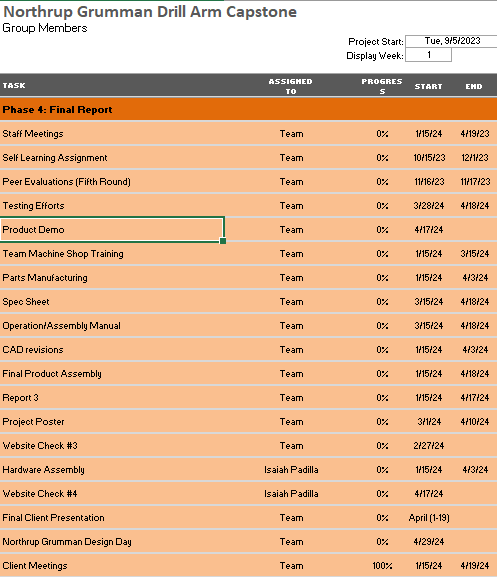 Northrup Grumman Drill Arm Capstone
Group Members
Project Start: Tue, 9/5/2023
Display Week: 1
TASK ASSIGNED TO PROGRESS START END
Phase 4: Final Report
Staff Meetings Team 0% 1/15/24 4/19/23
Self Learning Assignment Team 0% 10/15/23 12/1/23
Peer Evaluations (Fifth Round) Team 0% 11/16/23 11/17/23
Testing Efforts Team 0% 3/28/24 4/18/24
Product Demo Team 0% 4/17/24
Team Machine Shop Training Team 0% 1/15/24 3/15/24
Parts Manufacturing Team 0% 1/15/24 4/3/24
Spec Sheet Team 0% 3/15/24 4/18/24
Operation/Assembly Manual Team 0% 3/15/24 4/18/24
CAD revisions Team 0% 1/15/24 4/3/24
Final Product Assembly Team 0% 1/15/24 4/18/24
Report 3 Team 0% 1/15/24 4/17/24
Project Poster Team 0% 3/1/24 4/10/24
Website Check #3 Team 0% 2/27/24
Hardware Assembly Isaiah Padilla 0% 1/15/24 4/3/24
Website Check #4 Isaiah Padilla 0% 4/17/24
Final Client Presentation Team 0% April (1-19)
Northrup Grumman Design Day Team 0% 4/29/24
Client Meetings Team 100% 1/15/24 4/19/24